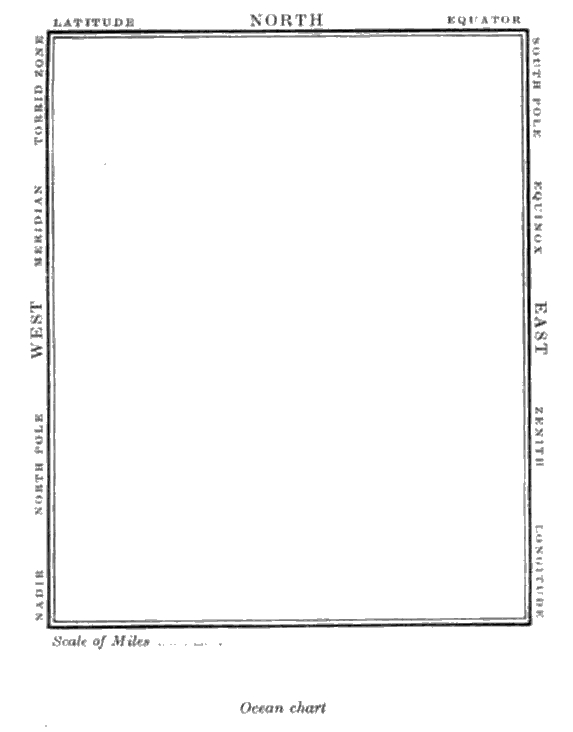 LATITUDE NORTH EQUATOR
TORRID ZONE
MERIDIAN
WEST
NORTH POLE
NADIR
SOUTH POLE
EQUINOX
EAST
ZENITH
LONGITUDE
Scale of Miles
Ocean chart